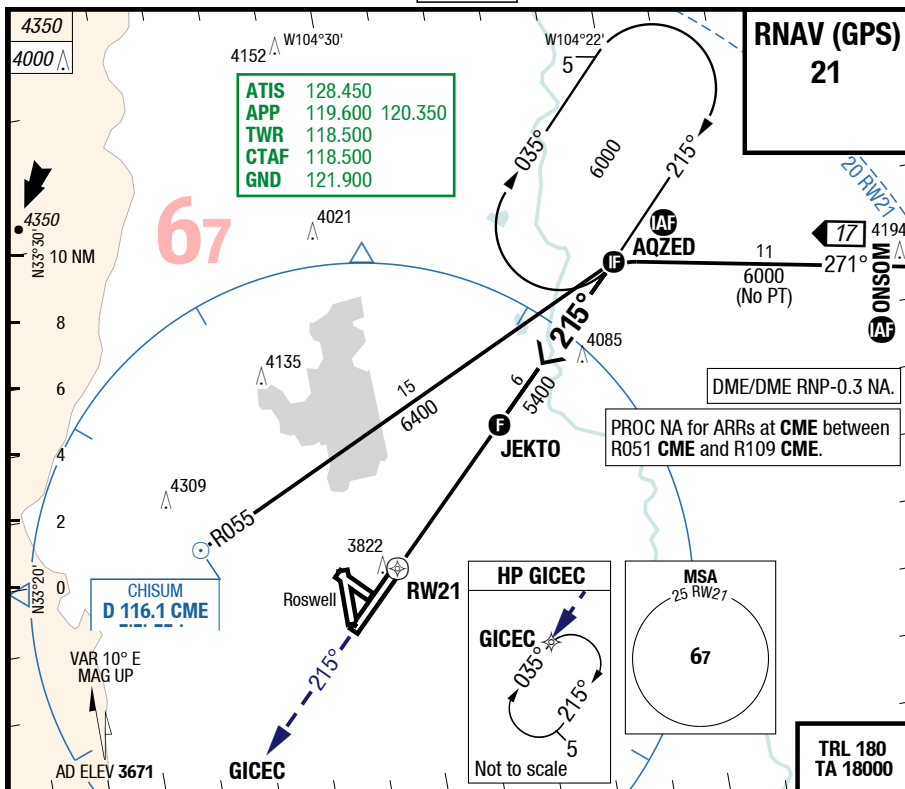 4350
4000
4152
W104°30'
W104°22'
5
RNAV (GPS)
21
ATIS 128.450
APP 119.600 120.350
TWR 118.500
CTAF 118.500
GND 121.900
035°
6000
215°
20 RW21
4350
N33°30'
67
4021
IAF
AQZED
IF
17
4194
10 NM
11
6000
(No PT)
271°
ONSOM
IAF
8
215°
4085
4135
6
15
6400
6
5400
DME/DME RNP-0.3 NA.
F
JEKTO
PROC NA for ARRs at CME between
R051 CME and R109 CME.
4
4309
2
R055
3822
0
N33°20'
CHISUM
D 116.1 CME
Roswell
RW21
HP GICEC
GICEC
035°
215°
5
Not to scale
MSA
25 RW21
67
VAR 10° E
MAG UP
215°
AD ELEV 3671
GICEC
TRL 180
TA 18000